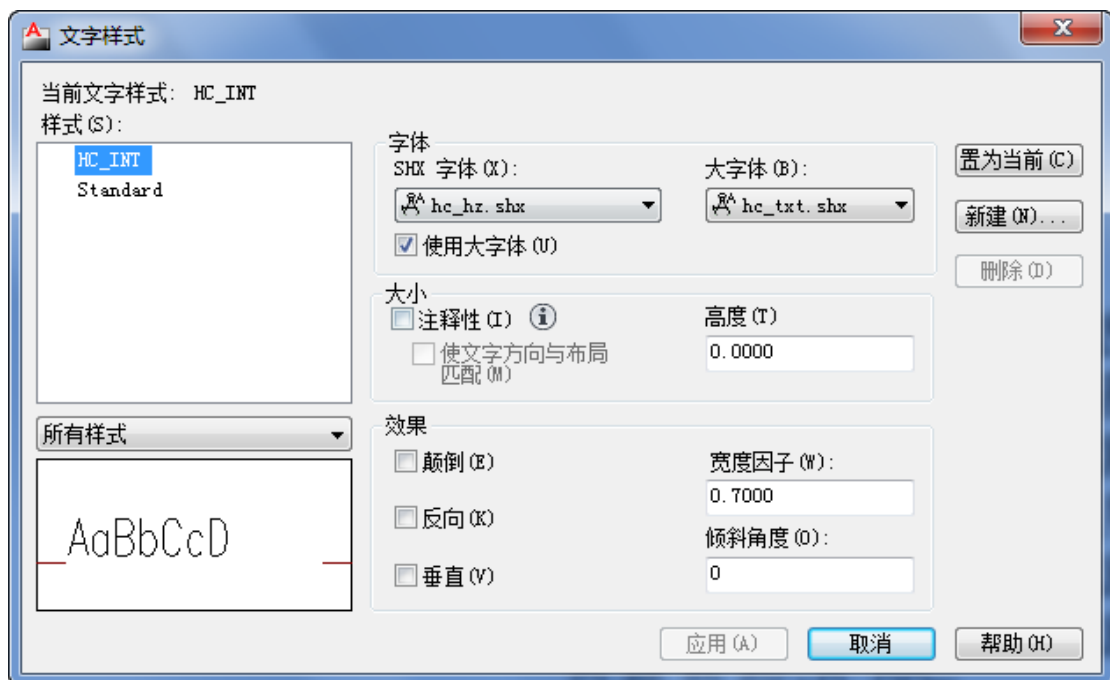 文字样式
当前文字样式: HC_INT
样式(S):
HC_INT
Standard
所有样式
AaBbCcD
字体
SHX 字体(X):
大字体(B):
hc_hz.shx
hc_txt.shx
使用大字体(U)
大小
注释性(I)
使文字方向与布局
匹配(M)
高度(T)
0.0000
效果
颠倒(E)
反向(K)
垂直(V)
宽度因子(W):
0.7000
倾斜角度(O):
0
置为当前(C)
新建(N)...
删除(D)
应用(A)
取消
帮助(H)